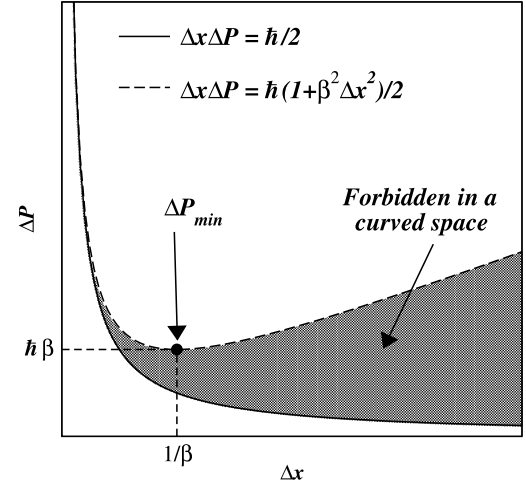 ΔxΔP = ħ/2
ΔxΔP = ħ(1+β²Δx²)/2
ΔP_min
Forbidden in a
curved space
ΔP
ħβ
1/β
Δx